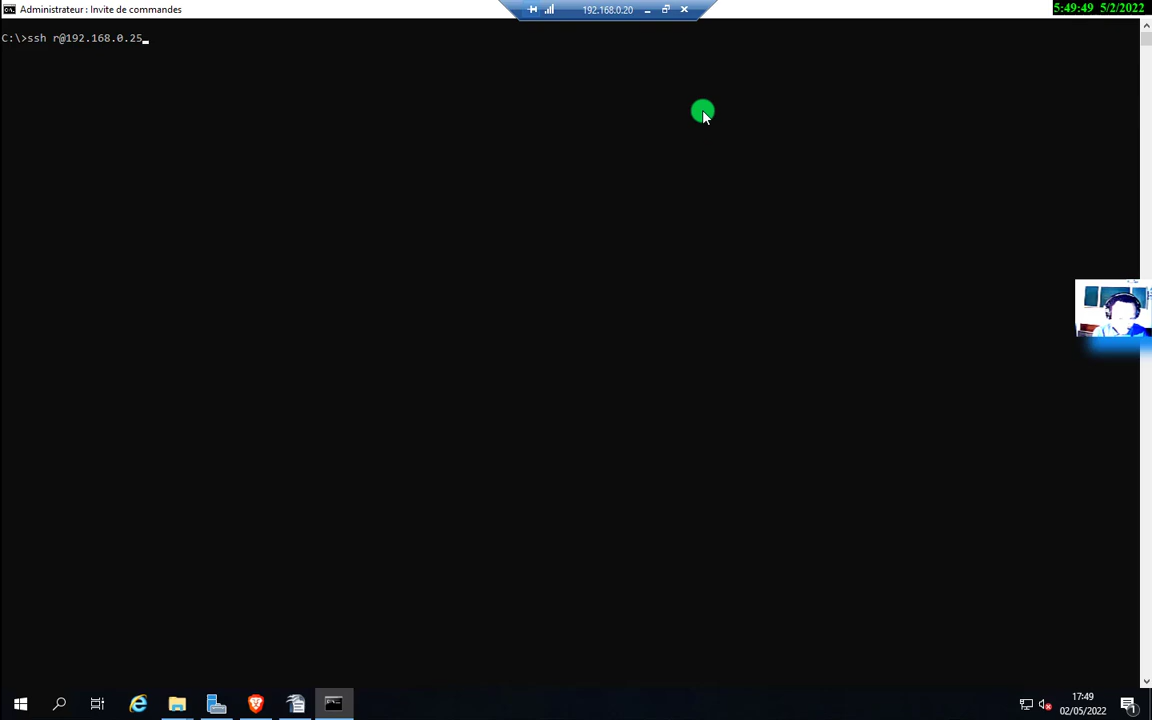 Administrateur : Invite de commandes
192.168.0.20
5:49:49 5/2/2022
C:\>ssh r@192.168.0.25
17:49
02/05/2022
1